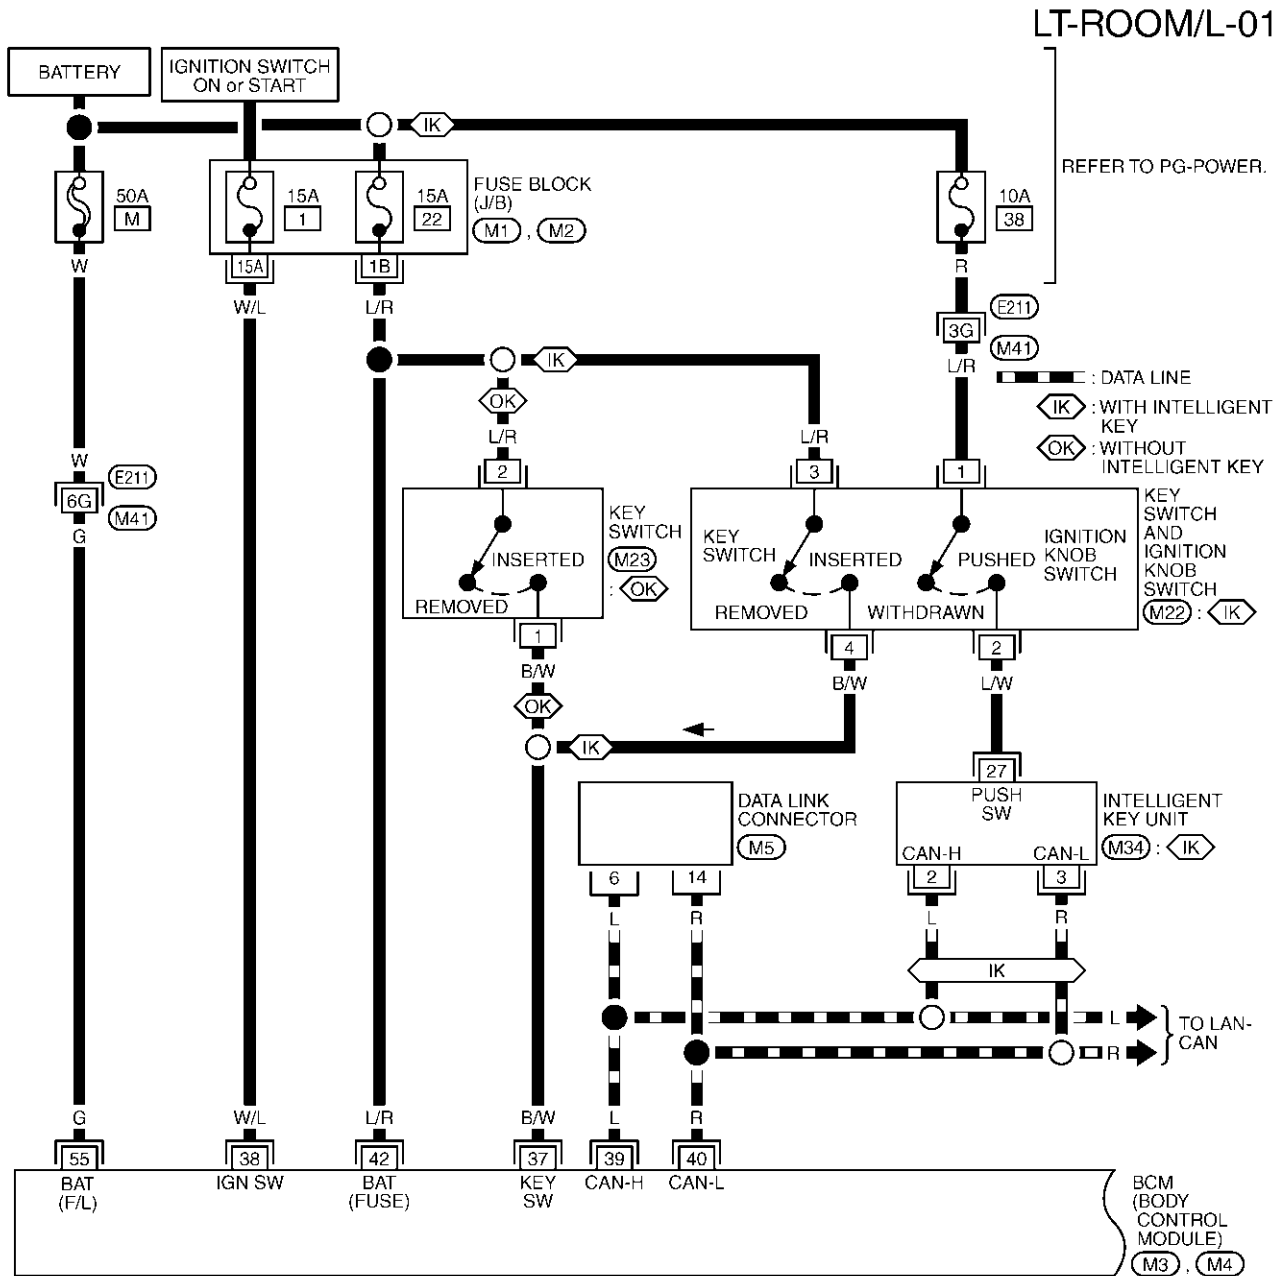 LT-ROOM/L-01
BATTERY
IGNITION SWITCH
ON or START
IK
REFER TO PG-POWER.
50A
M
15A
1
15A
22
FUSE BLOCK
(J/B)
M1 , M2
10A
38
W
15A
1B
R
W/L
L/R
E211
3G
M41
L/R
IK
: DATA LINE
OK
IK : WITH INTELLIGENT
KEY
L/R
L/R
OK : WITHOUT
INTELLIGENT KEY
W
E211
6G
M41
G
2
3
1
KEY
SWITCH
M23
: OK
INSERTED
REMOVED
KEY
SWITCH
INSERTED
REMOVED
PUSHED
WITHDRAWN
IGNITION
KNOB
SWITCH
KEY
SWITCH
AND
IGNITION
KNOB
SWITCH
M22 : IK
1
4
2
B/W
B/W
L/W
OK
IK
27
PUSH
SW
DATA LINK
CONNECTOR
M5
INTELLIGENT
KEY UNIT
M34 : IK
CAN-H
CAN-L
6
14
2
3
L
R
L
R
IK
L
R
TO LAN-
CAN
G
W/L
L/R
B/W
L
R
55
38
42
37
39
40
BAT
(F/L)
IGN SW
BAT
(FUSE)
KEY
SW
CAN-H
CAN-L
BCM
(BODY
CONTROL
MODULE)
M3 , M4